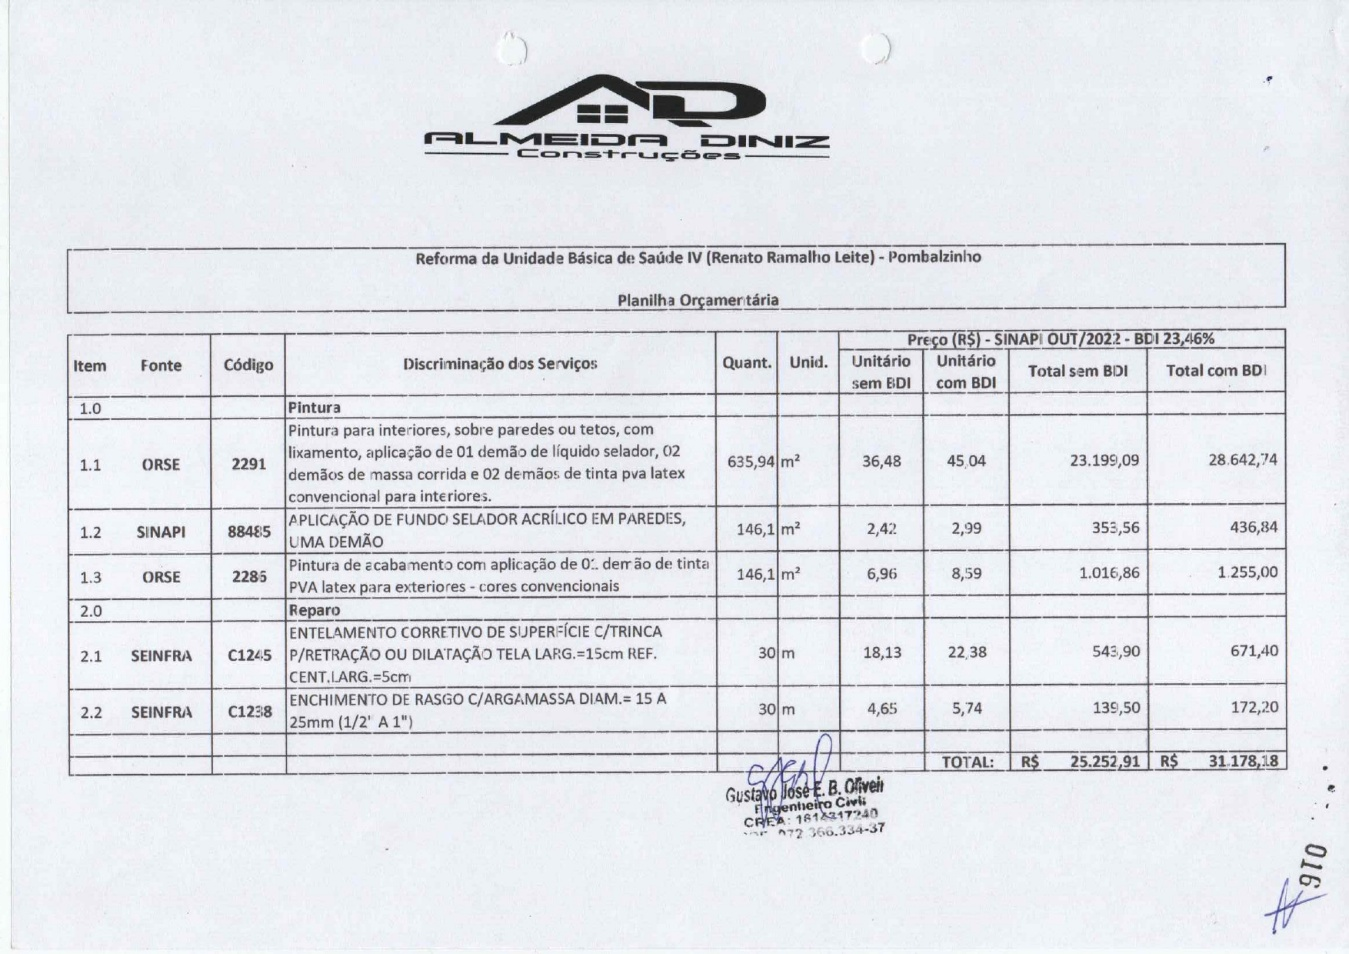 AD
ALMEIDA DINIZ
Construções
Reforma da Unidade Básica de Saúde IV (Renato Ramalho Leite) - Pombalzinho
Planilha Orçamentária
Preço (R$) - SINAPI OUT/2022 - BDI 23,46%
Item Fonte Código Discriminação dos Serviços Quant. Unid. Unitário sem BDI Unitário com BDI Total sem BDI Total com BDI
1.0 Pintura
Pintura para interiores, sobre paredes ou tetos, com
lixamento, aplicação de 01 demão de líquido selador, 02
1.1 ORSE 2291 demãos de massa corrida e 02 demãos de tinta pva latex 635,94 m² 36,48 45,04 23.199,09 28.642,74
convencional para interiores.
1.2 SINAPI 88485 APLICAÇÃO DE FUNDO SELADOR ACRÍLICO EM PAREDES, 146,1 m² 2,42 2,99 353,56 436,84
UMA DEMÃO
1.3 ORSE 2286 Pintura de acabamento com aplicação de demão de tinta 146,1 m² 6,96 8,59 1.016,86 1.255,00
PVA latex para exteriores - cores convencionais
2.0 Reparo
ENTELAMENTO CORRETIVO DE SUPERFÍCIE C/TRINCA
2.1 SEINFRA C1245 P/RETRAÇÃO OU DILATAÇÃO TELA LARG.=15cm REF. 30 m 18,13 22,38 543,90 671,40
CENT.LARG.=5cm
2.2 SEINFRA C1238 ENCHIMENTO DE RASGO C/ARGAMASSA DIAM.= 15 A 30 m 4,65 5,74 139,50 172,20
25mm (1/2" A 1")
TOTAL: R$ 25.252,91 R$ 31.178,18
Gustavo José E. B. Oliveir
Engenheiro Civil
CREA: 1614317240
072.366.334-37
016